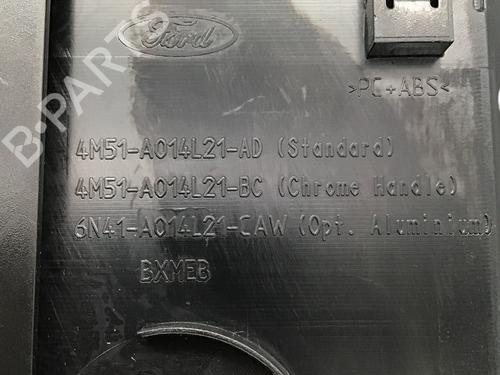 Ford
>PC+ABS<
4M51-A014L21-AD (Standard)
4M51-A014L21-BC (Chrome Handle)
6N41-A014L21-CAW (Opt. Aluminium)
BXMEB
B-PARTS